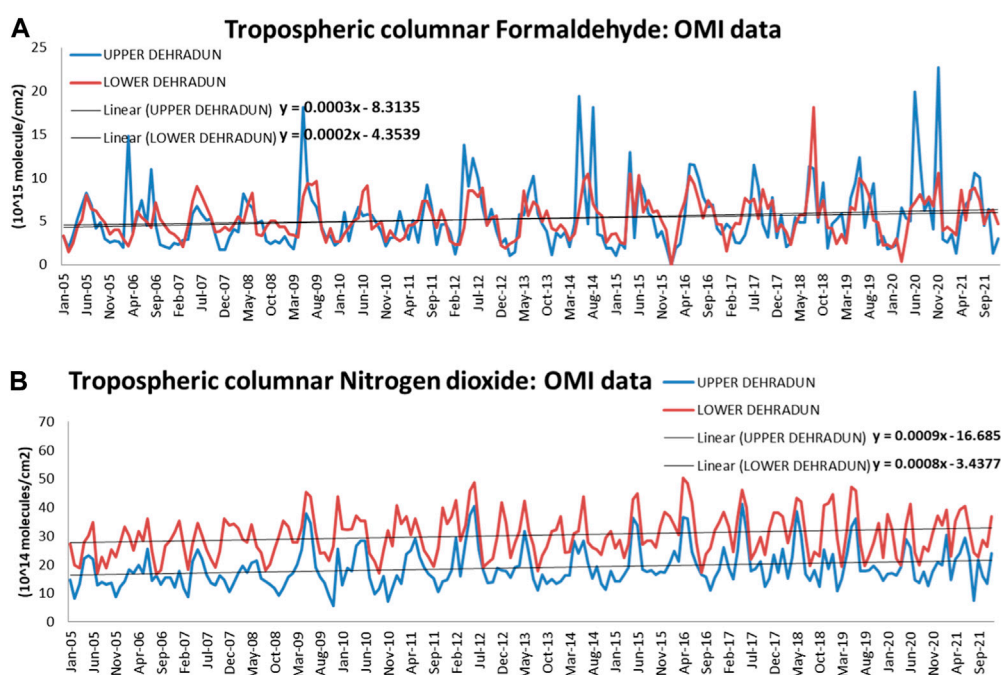 A
Tropospheric columnar Formaldehyde: OMI data
(10^15 molecule/cm2)
25
20
15
10
5
0
UPPER DEHRADUN
LOWER DEHRADUN
Linear (UPPER DEHRADUN) y = 0.0003x - 8.3135
Linear (LOWER DEHRADUN) y = 0.0002x - 4.3539
Jan-05 Jun-05 Nov-05 Apr-06 Sep-06 Feb-07 Jul-07 Dec-07 May-08 Oct-08 Mar-09 Aug-09 Jan-10 Jun-10 Nov-10 Apr-11 Sep-11 Feb-12 Jul-12 Dec-12 May-13 Oct-13 Mar-14 Aug-14 Jan-15 Jun-15 Nov-15 Apr-16 Sep-16 Feb-17 Jul-17 Dec-17 May-18 Oct-18 Mar-19 Aug-19 Jan-20 Jun-20 Nov-20 Apr-21 Sep-21
B
Tropospheric columnar Nitrogen dioxide: OMI data
UPPER DEHRADUN
LOWER DEHRADUN
Linear (UPPER DEHRADUN) y = 0.0009x - 16.685
Linear (LOWER DEHRADUN) y = 0.0008x - 3.4377
(10^14 molecules/cm2)
70
60
50
40
30
20
10
0
Jan-05 Jun-05 Nov-05 Apr-06 Sep-06 Feb-07 Jul-07 Dec-07 May-08 Oct-08 Mar-09 Aug-09 Jan-10 Jun-10 Nov-10 Apr-11 Sep-11 Feb-12 Jul-12 Dec-12 May-13 Oct-13 Mar-14 Aug-14 Jan-15 Jun-15 Nov-15 Apr-16 Sep-16 Feb-17 Jul-17 Dec-17 May-18 Oct-18 Mar-19 Aug-19 Jan-20 Jun-20 Nov-20 Apr-21 Sep-21